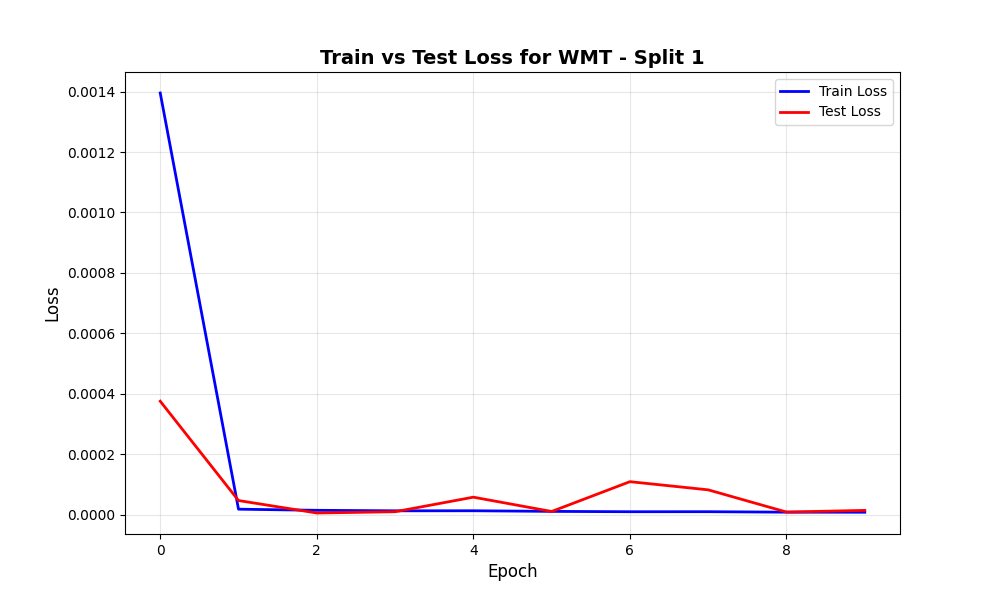 Train vs Test Loss for WMT - Split 1
Train Loss
Test Loss
0.0014
0.0012
0.0010
0.0008
0.0006
0.0004
0.0002
0.0000
Loss
0 2 4 6 8
Epoch